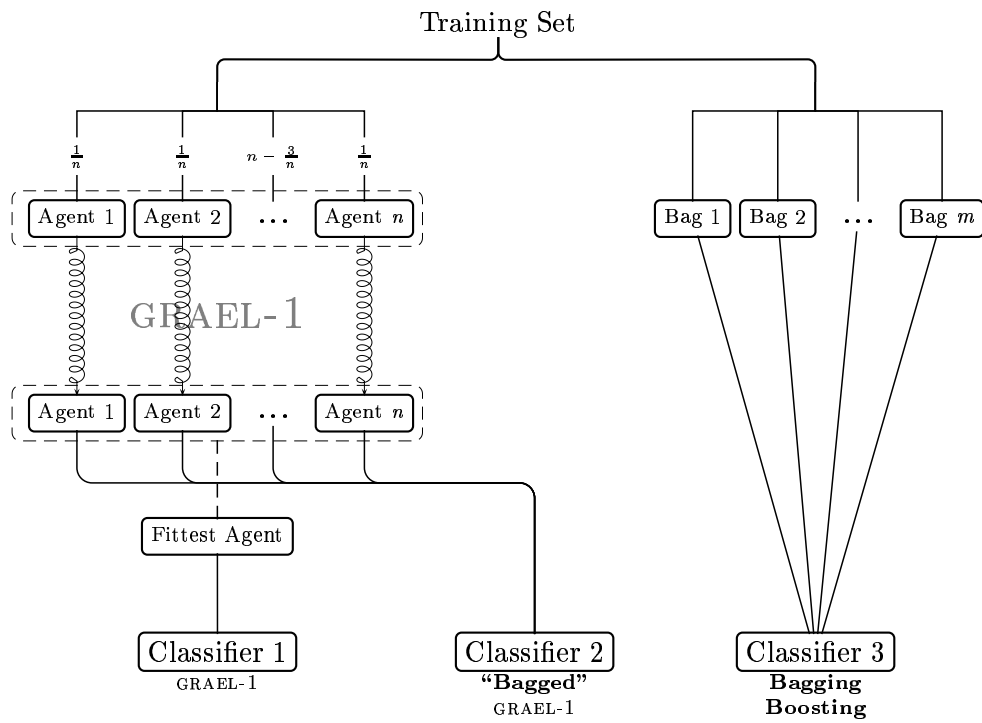 Training Set
1/n 1/n n - 3/n 1/n
Agent 1 Agent 2 ... Agent n Bag 1 Bag 2 ... Bag m
GRAEL-1
Agent 1 Agent 2 ... Agent n
Fittest Agent
Classifier 1 Classifier 2 Classifier 3
GRAEL-1 “Bagged” Bagging
GRAEL-1 Boosting